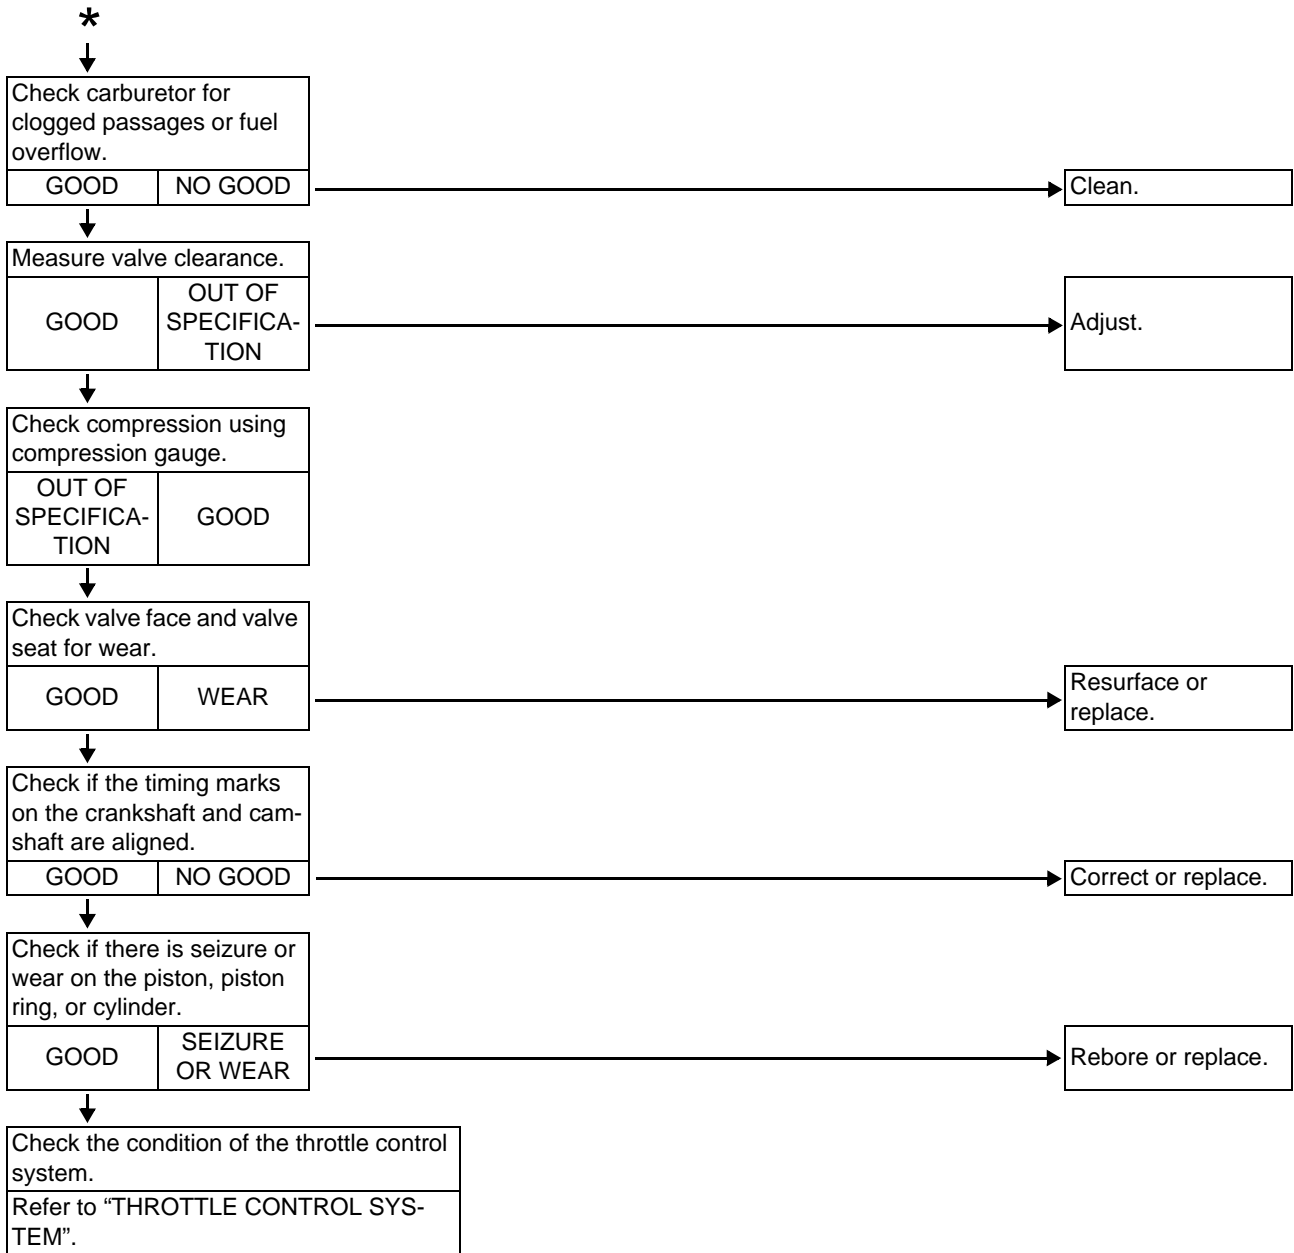 *
Check carburetor for
clogged passages or fuel
overflow.
GOOD NO GOOD
Clean.
Measure valve clearance.
GOOD
OUT OF
SPECIFICA-
TION
Adjust.
Check compression using
compression gauge.
OUT OF
SPECIFICA-
TION
GOOD
Check valve face and valve
seat for wear.
GOOD WEAR
Resurface or
replace.
Check if the timing marks
on the crankshaft and cam-
shaft are aligned.
GOOD NO GOOD
Correct or replace.
Check if there is seizure or
wear on the piston, piston
ring, or cylinder.
GOOD
SEIZURE
OR WEAR
Rebore or replace.
Check the condition of the throttle control
system.
Refer to “THROTTLE CONTROL SYS-
TEM”.